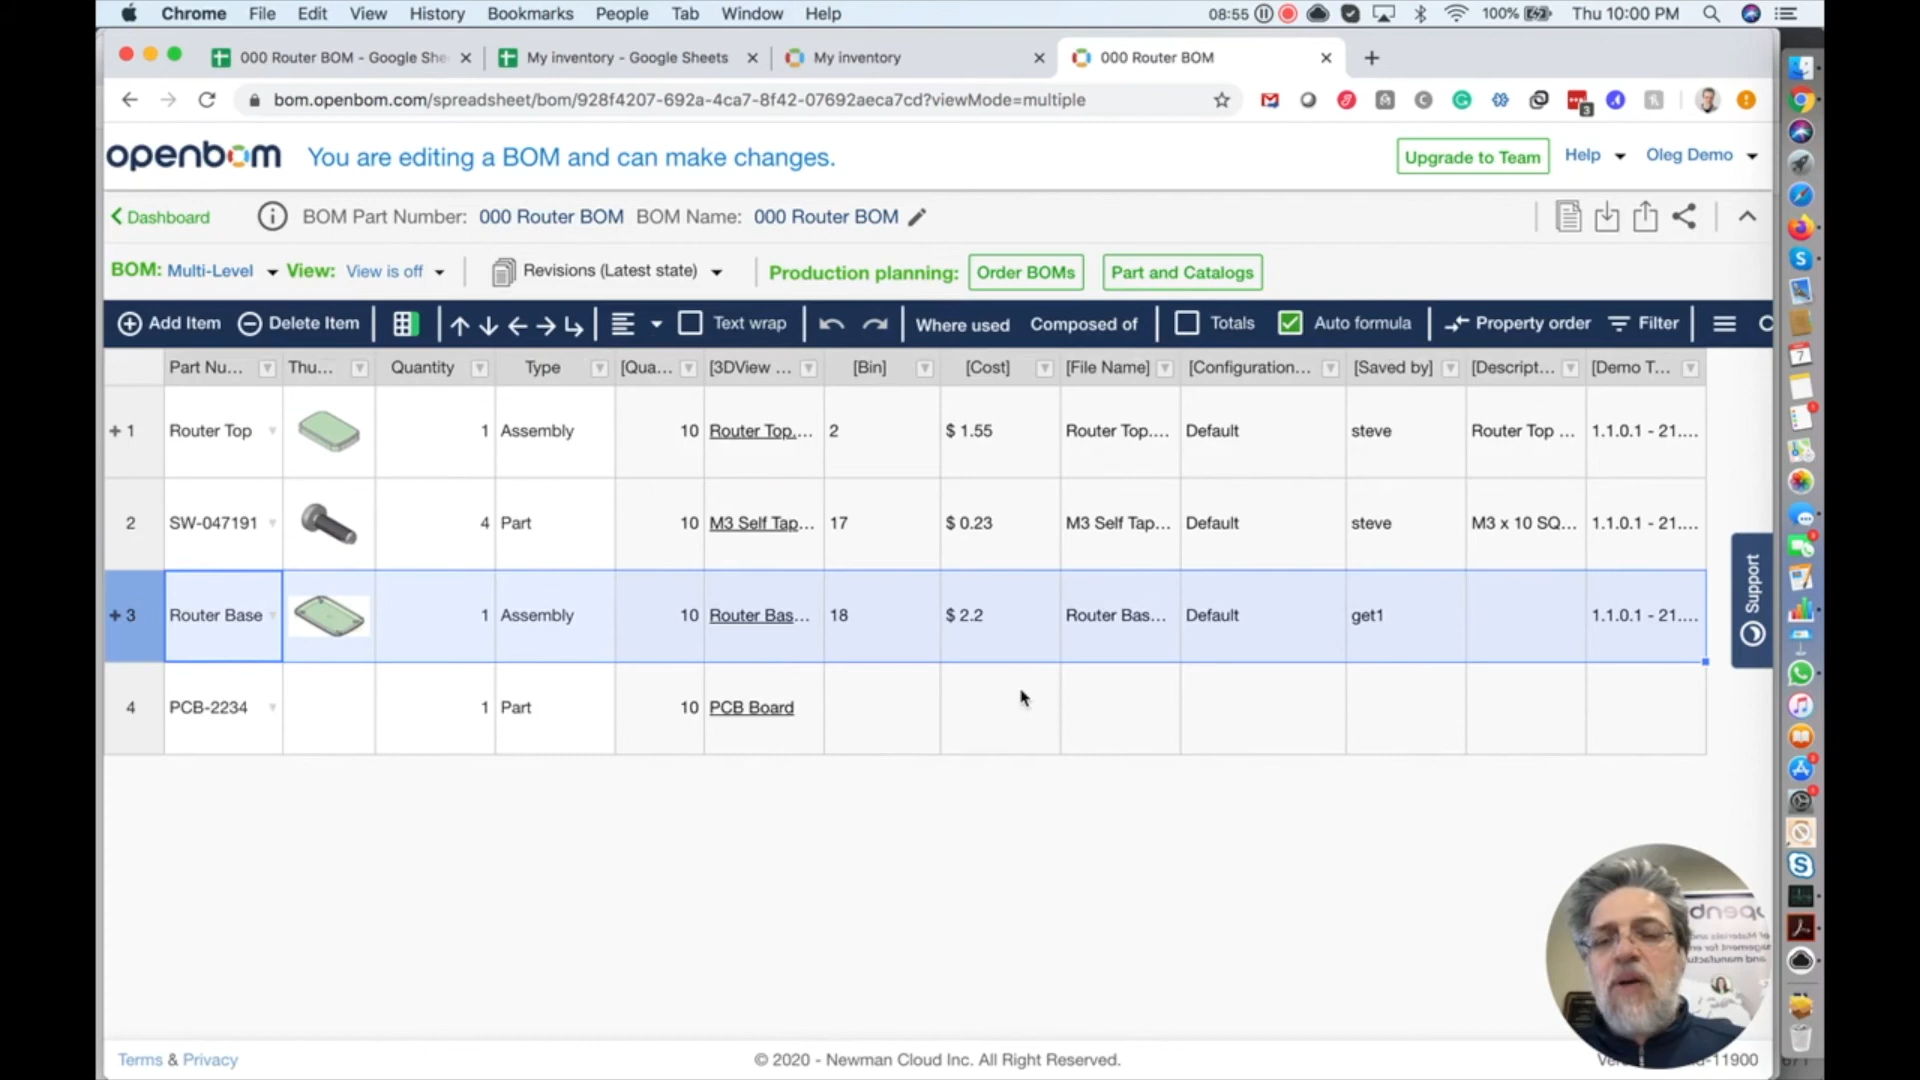 Chrome File Edit View History Bookmarks People Tab Window Help 08:55 100% Thu 10:00 PM
000 Router BOM - Google She My inventory - Google Sheets My inventory 000 Router BOM
bom.openbom.com/spreadsheet/bom/928f4207-692a-4ca7-8f42-07692aeca7cd?viewMode=multiple
openbom You are editing a BOM and can make changes. Upgrade to Team Help Oleg Demo
Dashboard BOM Part Number: 000 Router BOM BOM Name: 000 Router BOM
BOM: Multi-Level View: View is off Revisions (Latest state) Production planning: Order BOMs Part and Catalogs
Add Item Delete Item Text wrap Where used Composed of Totals Auto formula Property order Filter
Part Nu... Thu... Quantity Type [Qua... [3DView ... [Bin] [Cost] [File Name] [Configuration... [Saved by] [Descript... [Demo T...
+ 1 Router Top 1 Assembly 10 Router Top.... 2 $ 1.55 Router Top.... Default steve Router Top ... 1.1.0.1 - 21....
2 SW-047191 4 Part 10 M3 Self Tap... 17 $ 0.23 M3 Self Tap... Default steve M3 x 10 SQ... 1.1.0.1 - 21....
+ 3 Router Base 1 Assembly 10 Router Bas... 18 $ 2.2 Router Bas... Default get1 1.1.0.1 - 21....
4 PCB-2234 1 Part 10 PCB Board
Support
Terms & Privacy © 2020 - Newman Cloud Inc. All Right Reserved. -11900